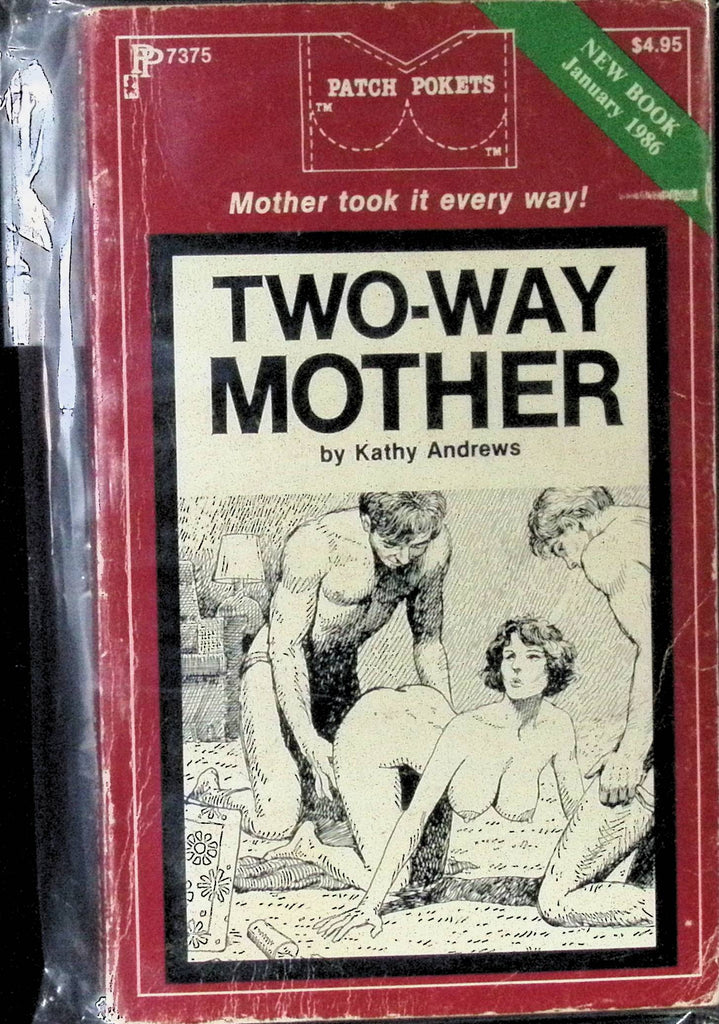 PP 7375
$4.95
NEW BOOK
January 1986
PATCH POKETS
TM
TM
Mother took it every way!
TWO-WAY
MOTHER
by Kathy Andrews